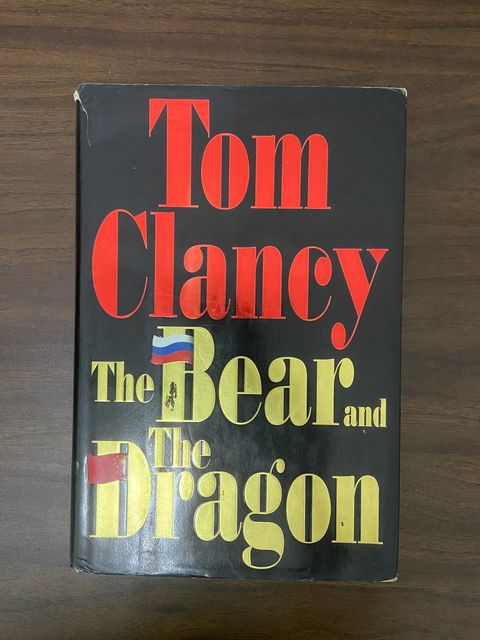 Tom
Clancy
The Bear and
The
Dragon